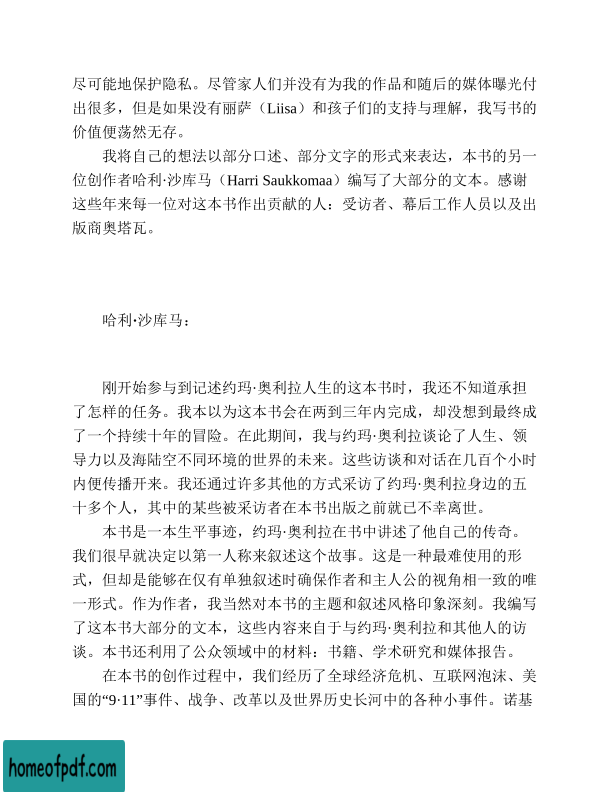 尽可能地保护隐私。尽管家人们并没有为我的作品和随后的媒体曝光付
出很多，但是如果没有丽萨（Liisa）和孩子们的支持与理解，我写书的
价值便荡然无存。
我将自己的想法以部分口述、部分文字的形式来表达，本书的另一
位创作者哈利·沙库马（Harri Saukkomaa）编写了大部分的文本。感谢
这些年来每一位对这本书作出贡献的人：受访者、幕后工作人员以及出
版商奥塔瓦。
哈利·沙库马：
刚开始参与到记述约玛·奥利拉人生的这本书时，我还不知道承担
了怎样的任务。我本以为这本书会在两到三年内完成，却没想到最终成
了一个持续十年的冒险。在此期间，我与约玛·奥利拉谈论了人生、领
导力以及海陆空不同环境的世界的未来。这些访谈和对话在几百个小时
内便传播开来。我还通过许多其他的方式采访了约玛·奥利拉身边的五
十多个人，其中的某些被采访者在本书出版之前就已不幸离世。
本书是一本生平事迹，约玛·奥利拉在书中讲述了他自己的传奇。
我们很早就决定以第一人称来叙述这个故事。这是一种最难使用的形
式，但却是能够在仅有单独叙述时确保作者和主人公的视角相一致的唯
一形式。作为作者，我当然对本书的主题和叙述风格印象深刻。我编写
了这本书大部分的文本，这些内容来自于与约玛·奥利拉和其他人的访
谈。本书还利用了公众领域中的材料：书籍、学术研究和媒体报告。
在本书的创作过程中，我们经历了全球经济危机、互联网泡沫、美
国的“9·11”事件、战争、改革以及世界历史长河中的各种小事件。诺基
homeofpdf.com